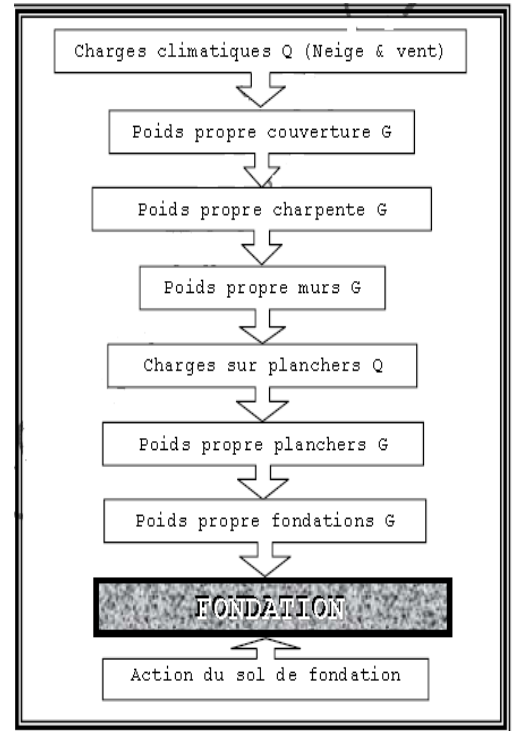 Charges climatiques Q (Neige & vent)
Poids propre couverture G
Poids propre charpente G
Poids propre murs G
Charges sur planchers Q
Poids propre planchers G
Poids propre fondations G
FONDATION
Action du sol de fondation